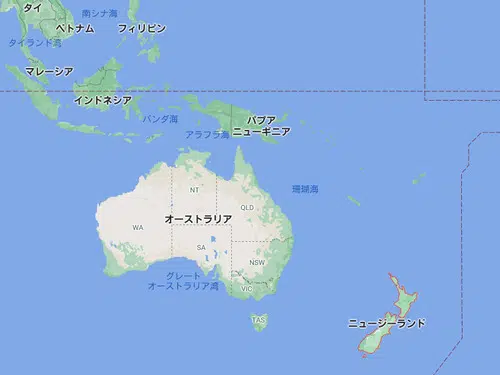 タイ
南シナ海
ベトナム
フィリピン
タイランド湾
マレーシア
インドネシア
バンダ海
パプア
ニューギニア
アラフラ海
珊瑚海
NT
QLD
オーストラリア
WA
SA
NSW
グレート
オーストラリア湾
VIC
TAS
ニュージーランド